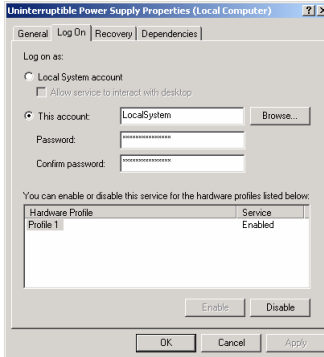 Uninterruptible Power Supply Properties (Local Computer)
General Log On Recovery Dependencies
Log on as:
Local System account
Allow service to interact with desktop
This account: LocalSystem Browse...
Password: ***************
Confirm password: ***************
You can enable or disable this service for the hardware profiles listed below:
Hardware Profile Service
Profile 1 Enabled
Enable Disable
OK Cancel Apply